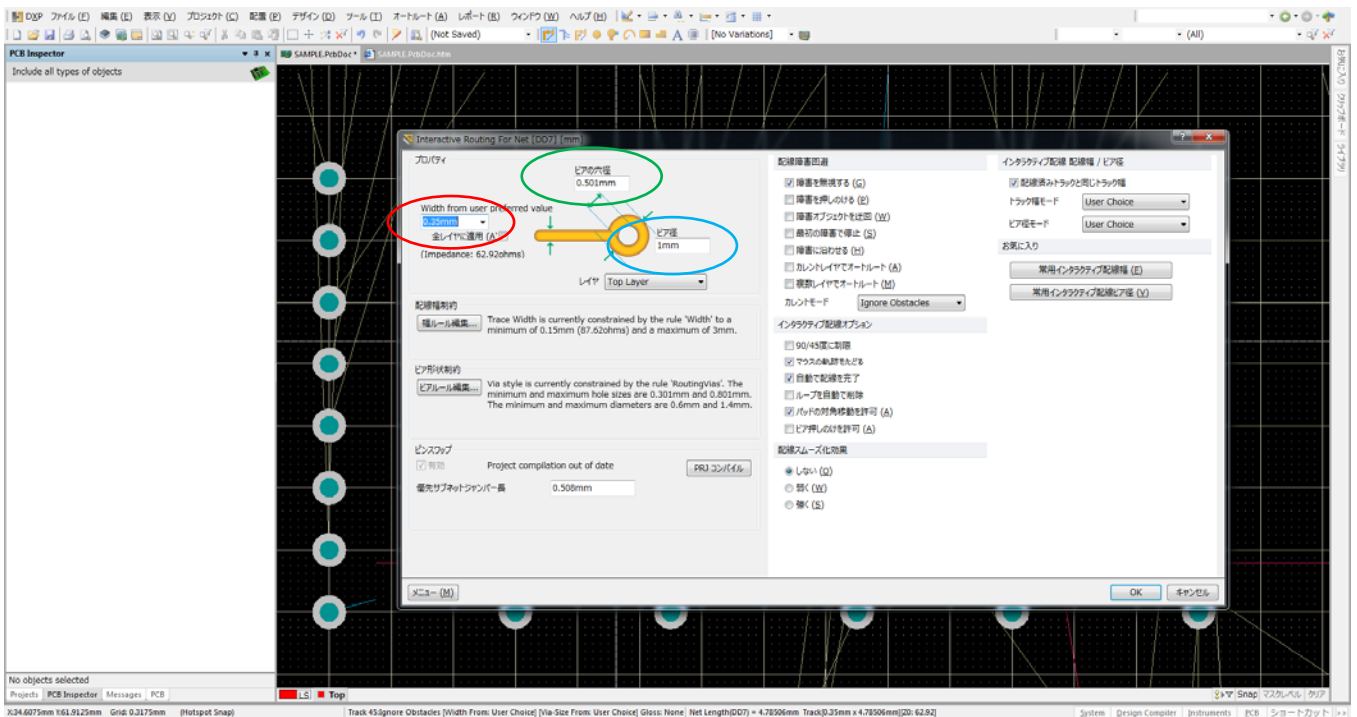 DXP ファイル (F) 編集 (E) 表示 (V) プロジェクト (C) 配置 (P) デザイン (D) ツール (T) オートルート (A) レポート (R) ウィンドウ (W) ヘルプ (H)
(Not Saved) [No Variations] (All)
PCB Inspector
SAMPLE.PcbDoc * SAMPLE.PcbDoc.htm
Include all types of objects
お気に入り クリップボード ライブラリ
Interactive Routing For Net [DD7] [mm]
プロパティ
ビアの穴径
0.501mm
Width from user preferred value
0.35mm
全レイヤに適用 (A)
(Impedance: 62.92ohms)
ビア径
1mm
レイヤ Top Layer
配線幅制約
幅ルール編集...
Trace Width is currently constrained by the rule 'Width' to a
minimum of 0.15mm (87.62ohms) and a maximum of 3mm.
ビア形状制約
ビアルール編集...
Via style is currently constrained by the rule 'RoutingVias'. The
minimum and maximum hole sizes are 0.301mm and 0.801mm.
The minimum and maximum diameters are 0.6mm and 1.4mm.
ピンスワップ
有効 Project compilation out of date PRJ コンパイル
優先サブネットジャンパー長 0.508mm
配線障害回避
障害を無視する (G)
障害を押しのける (P)
障害オブジェクトを迂回 (W)
最初の障害で停止 (S)
障害に沿わせる (H)
カレントレイヤでオートルート (A)
複数レイヤでオートルート (M)
カレントモード Ignore Obstacles
インタラクティブ配線オプション
90/45度に制限
マウスの軌跡をたどる
自動で配線を完了
ループを自動で削除
パッドの対角移動を許可 (A)
ビア押しのけを許可 (A)
配線スムーズ化効果
しない (O)
弱く (W)
強く (S)
インタラクティブ配線 配線幅 / ビア径
配線済みトラックと同じトラック幅
トラック幅モード User Choice
ビア径モード User Choice
お気に入り
常用インタラクティブ配線幅 (E)
常用インタラクティブ配線ビア径 (V)
メニュー (M) OK キャンセル
No objects selected
Projects PCB Inspector Messages PCB
LS Top Snap マスクレベル クリア
X:34.6075mm Y:61.9125mm Grid: 0.3175mm (Hotspot Snap) Track 45:Ignore Obstacles [Width From: User Choice] [Via-Size From: User Choice] Gloss: None Net Length(DD7) = 4.78506mm Track[0.35mm x 4.78506mm][Z0: 62.92] System Design Compiler Instruments PCB ショートカット >>